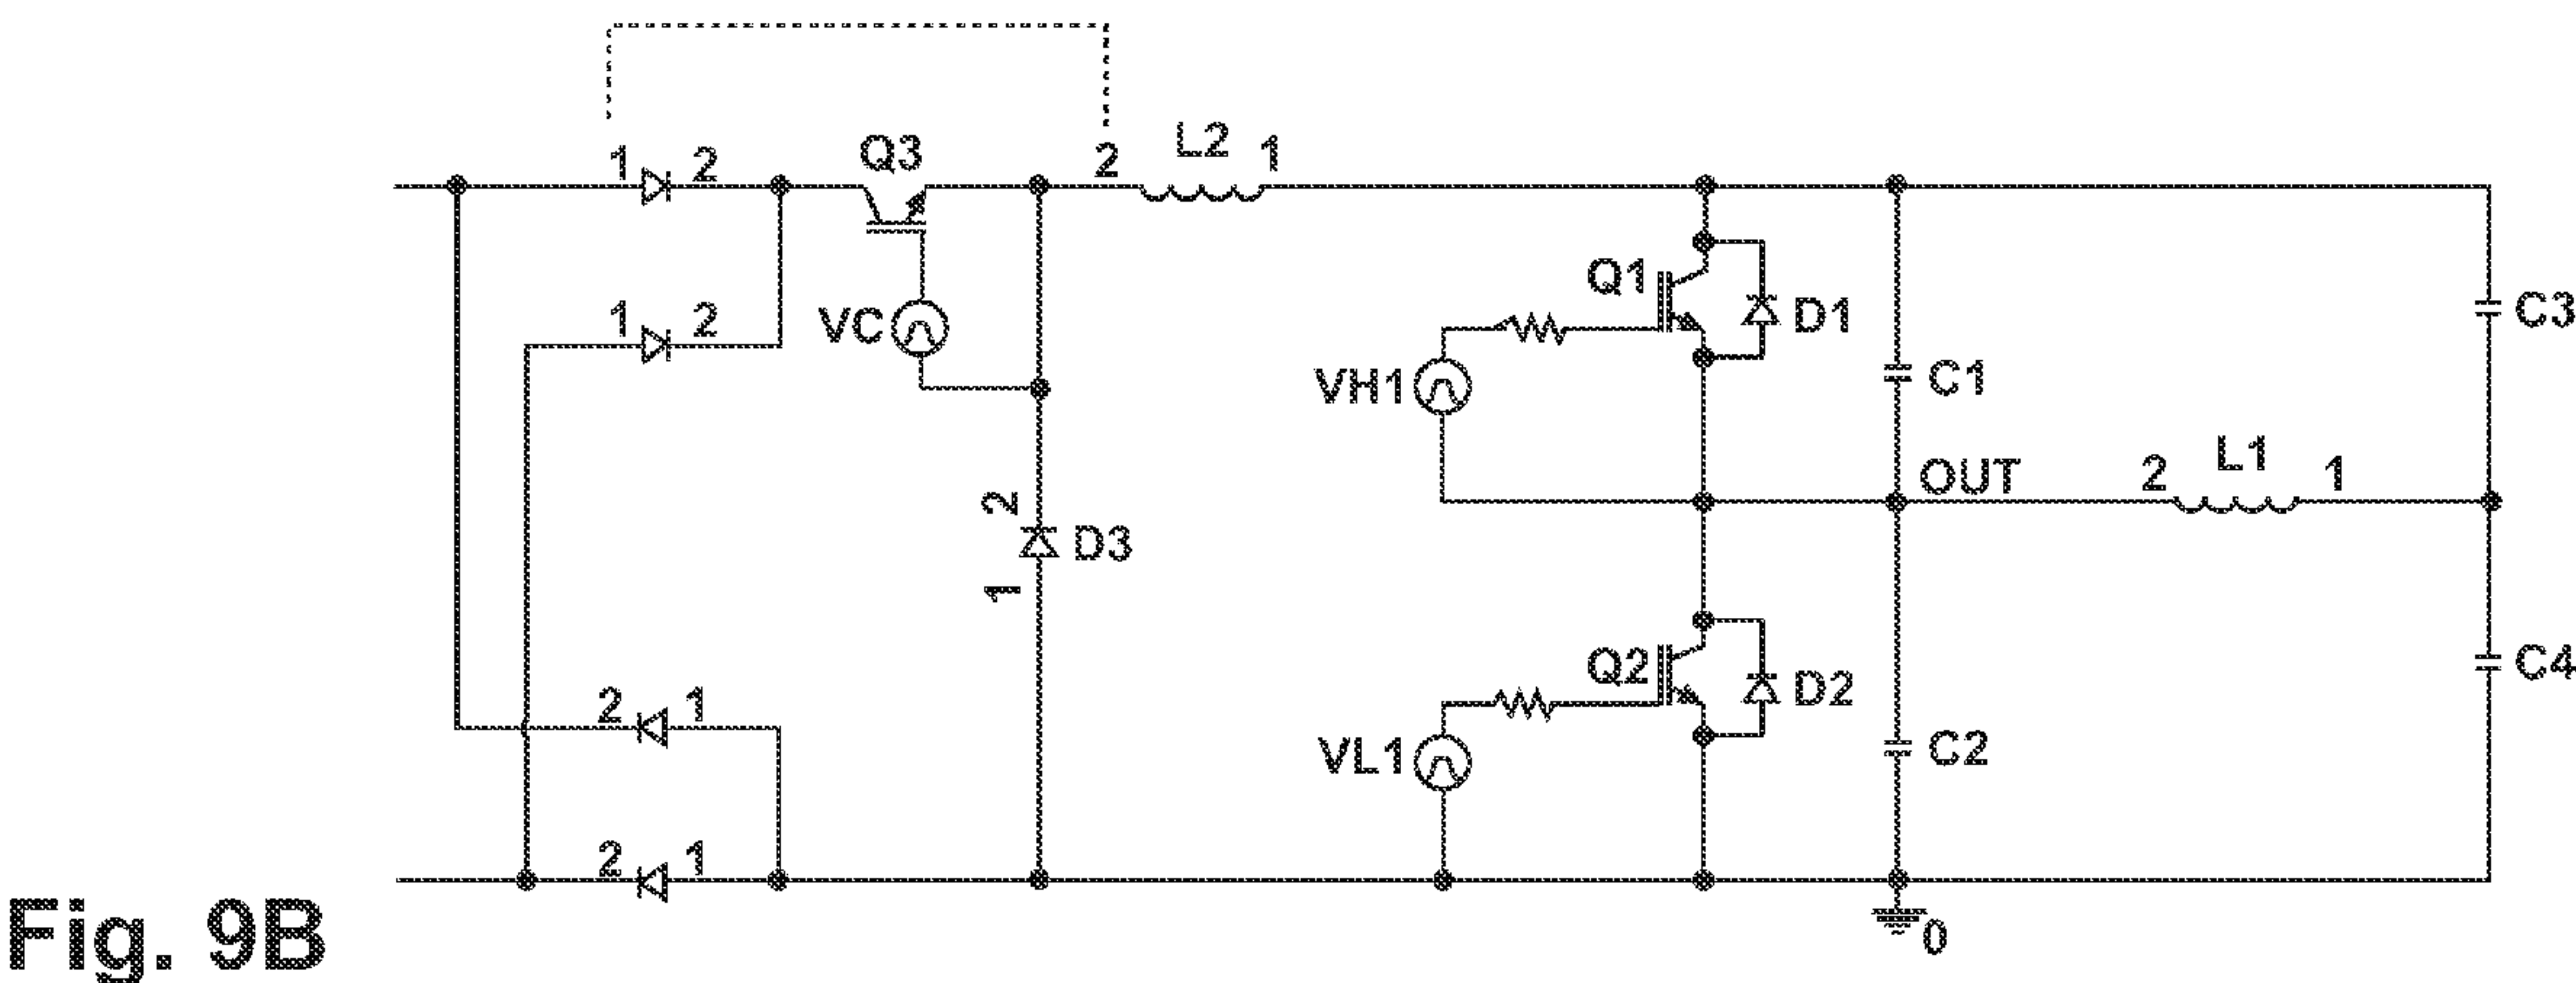 1 2 Q3 2 L2 1
1 2 VC
Q1 D1 C3
VH1 C1
2 D3 1
OUT 2 L1 1
2 1
Q2 D2 C4
VL1 C2
2 1
0
Fig. 9B